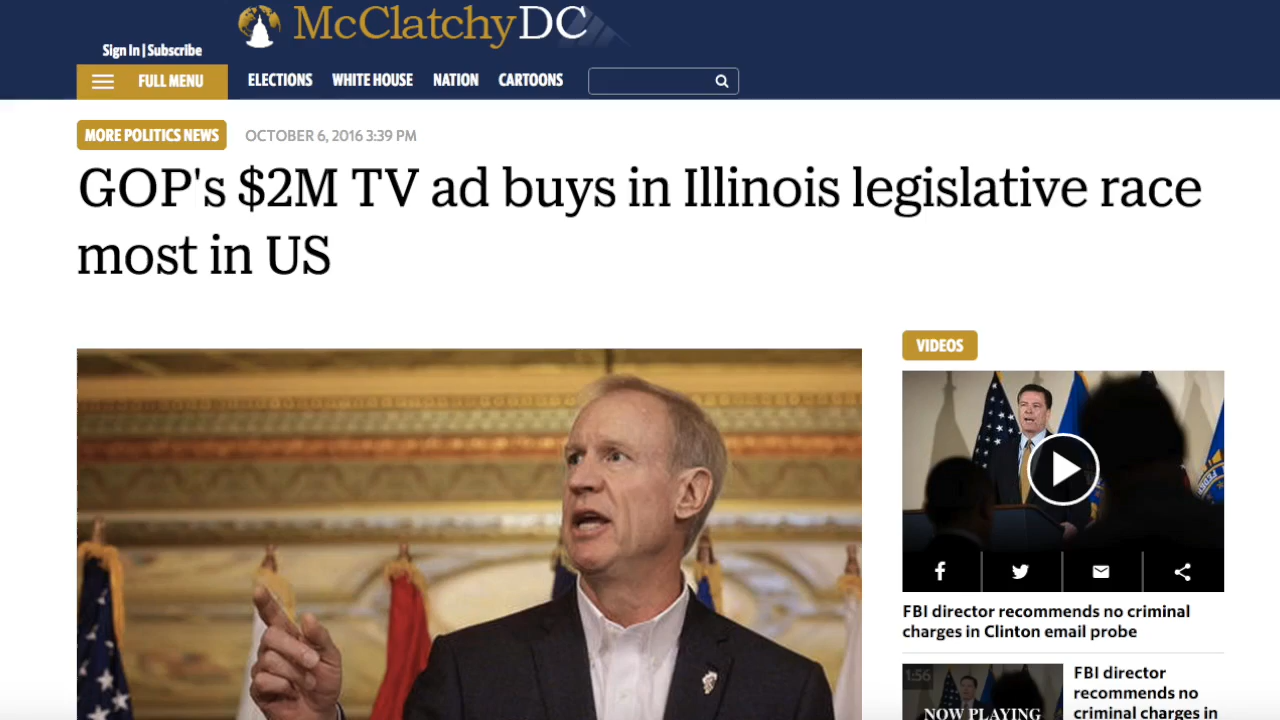 McClatchyDC
Sign In | Subscribe
FULL MENU
ELECTIONS
WHITE HOUSE
NATION
CARTOONS
MORE POLITICS NEWS
OCTOBER 6, 2016 3:39 PM
GOP's $2M TV ad buys in Illinois legislative race
most in US
VIDEOS
FBI director recommends no criminal
charges in Clinton email probe
1:56
NOW PLAYING
FBI director
recommends no
criminal charges in